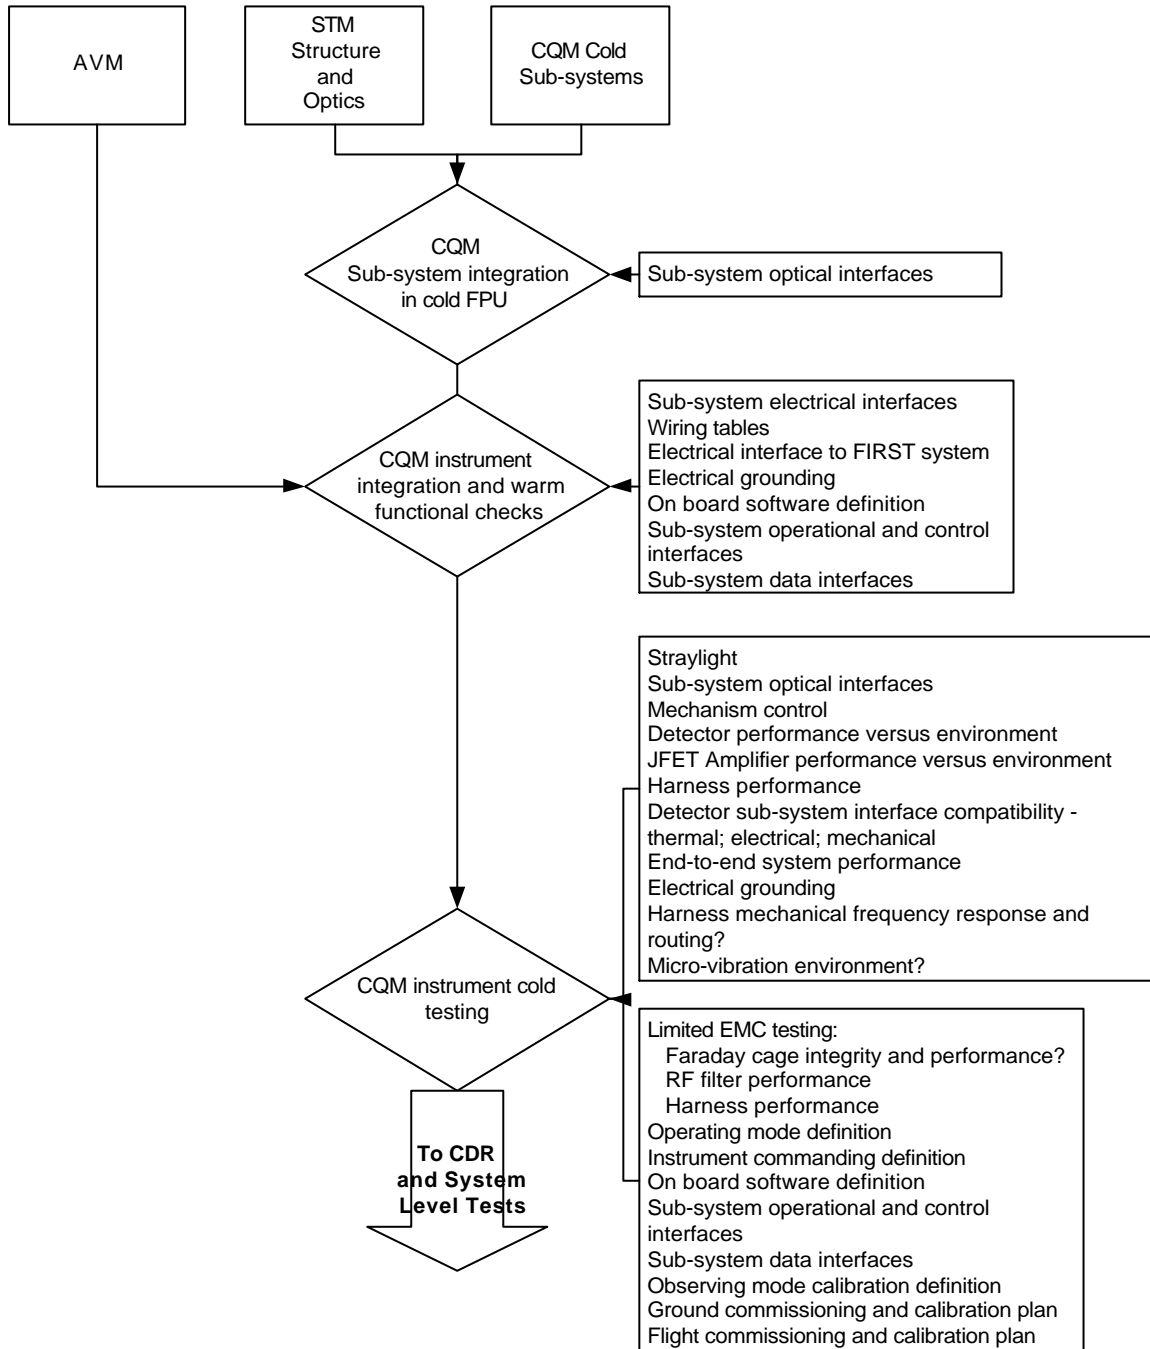 AVM
STM
Structure
and
Optics
CQM Cold
Sub-systems
CQM
Sub-system integration
in cold FPU
Sub-system optical interfaces
CQM instrument
integration and warm
functional checks
Sub-system electrical interfaces
Wiring tables
Electrical interface to FIRST system
Electrical grounding
On board software definition
Sub-system operational and control
interfaces
Sub-system data interfaces
Straylight
Sub-system optical interfaces
Mechanism control
Detector performance versus environment
JFET Amplifier performance versus environment
Harness performance
Detector sub-system interface compatibility -
thermal; electrical; mechanical
End-to-end system performance
Electrical grounding
Harness mechanical frequency response and
routing?
Micro-vibration environment?
CQM instrument cold
testing
Limited EMC testing:
Faraday cage integrity and performance?
RF filter performance
Harness performance
Operating mode definition
Instrument commanding definition
On board software definition
Sub-system operational and control
interfaces
Sub-system data interfaces
Observing mode calibration definition
Ground commissioning and calibration plan
Flight commissioning and calibration plan
To CDR
and System
Level Tests